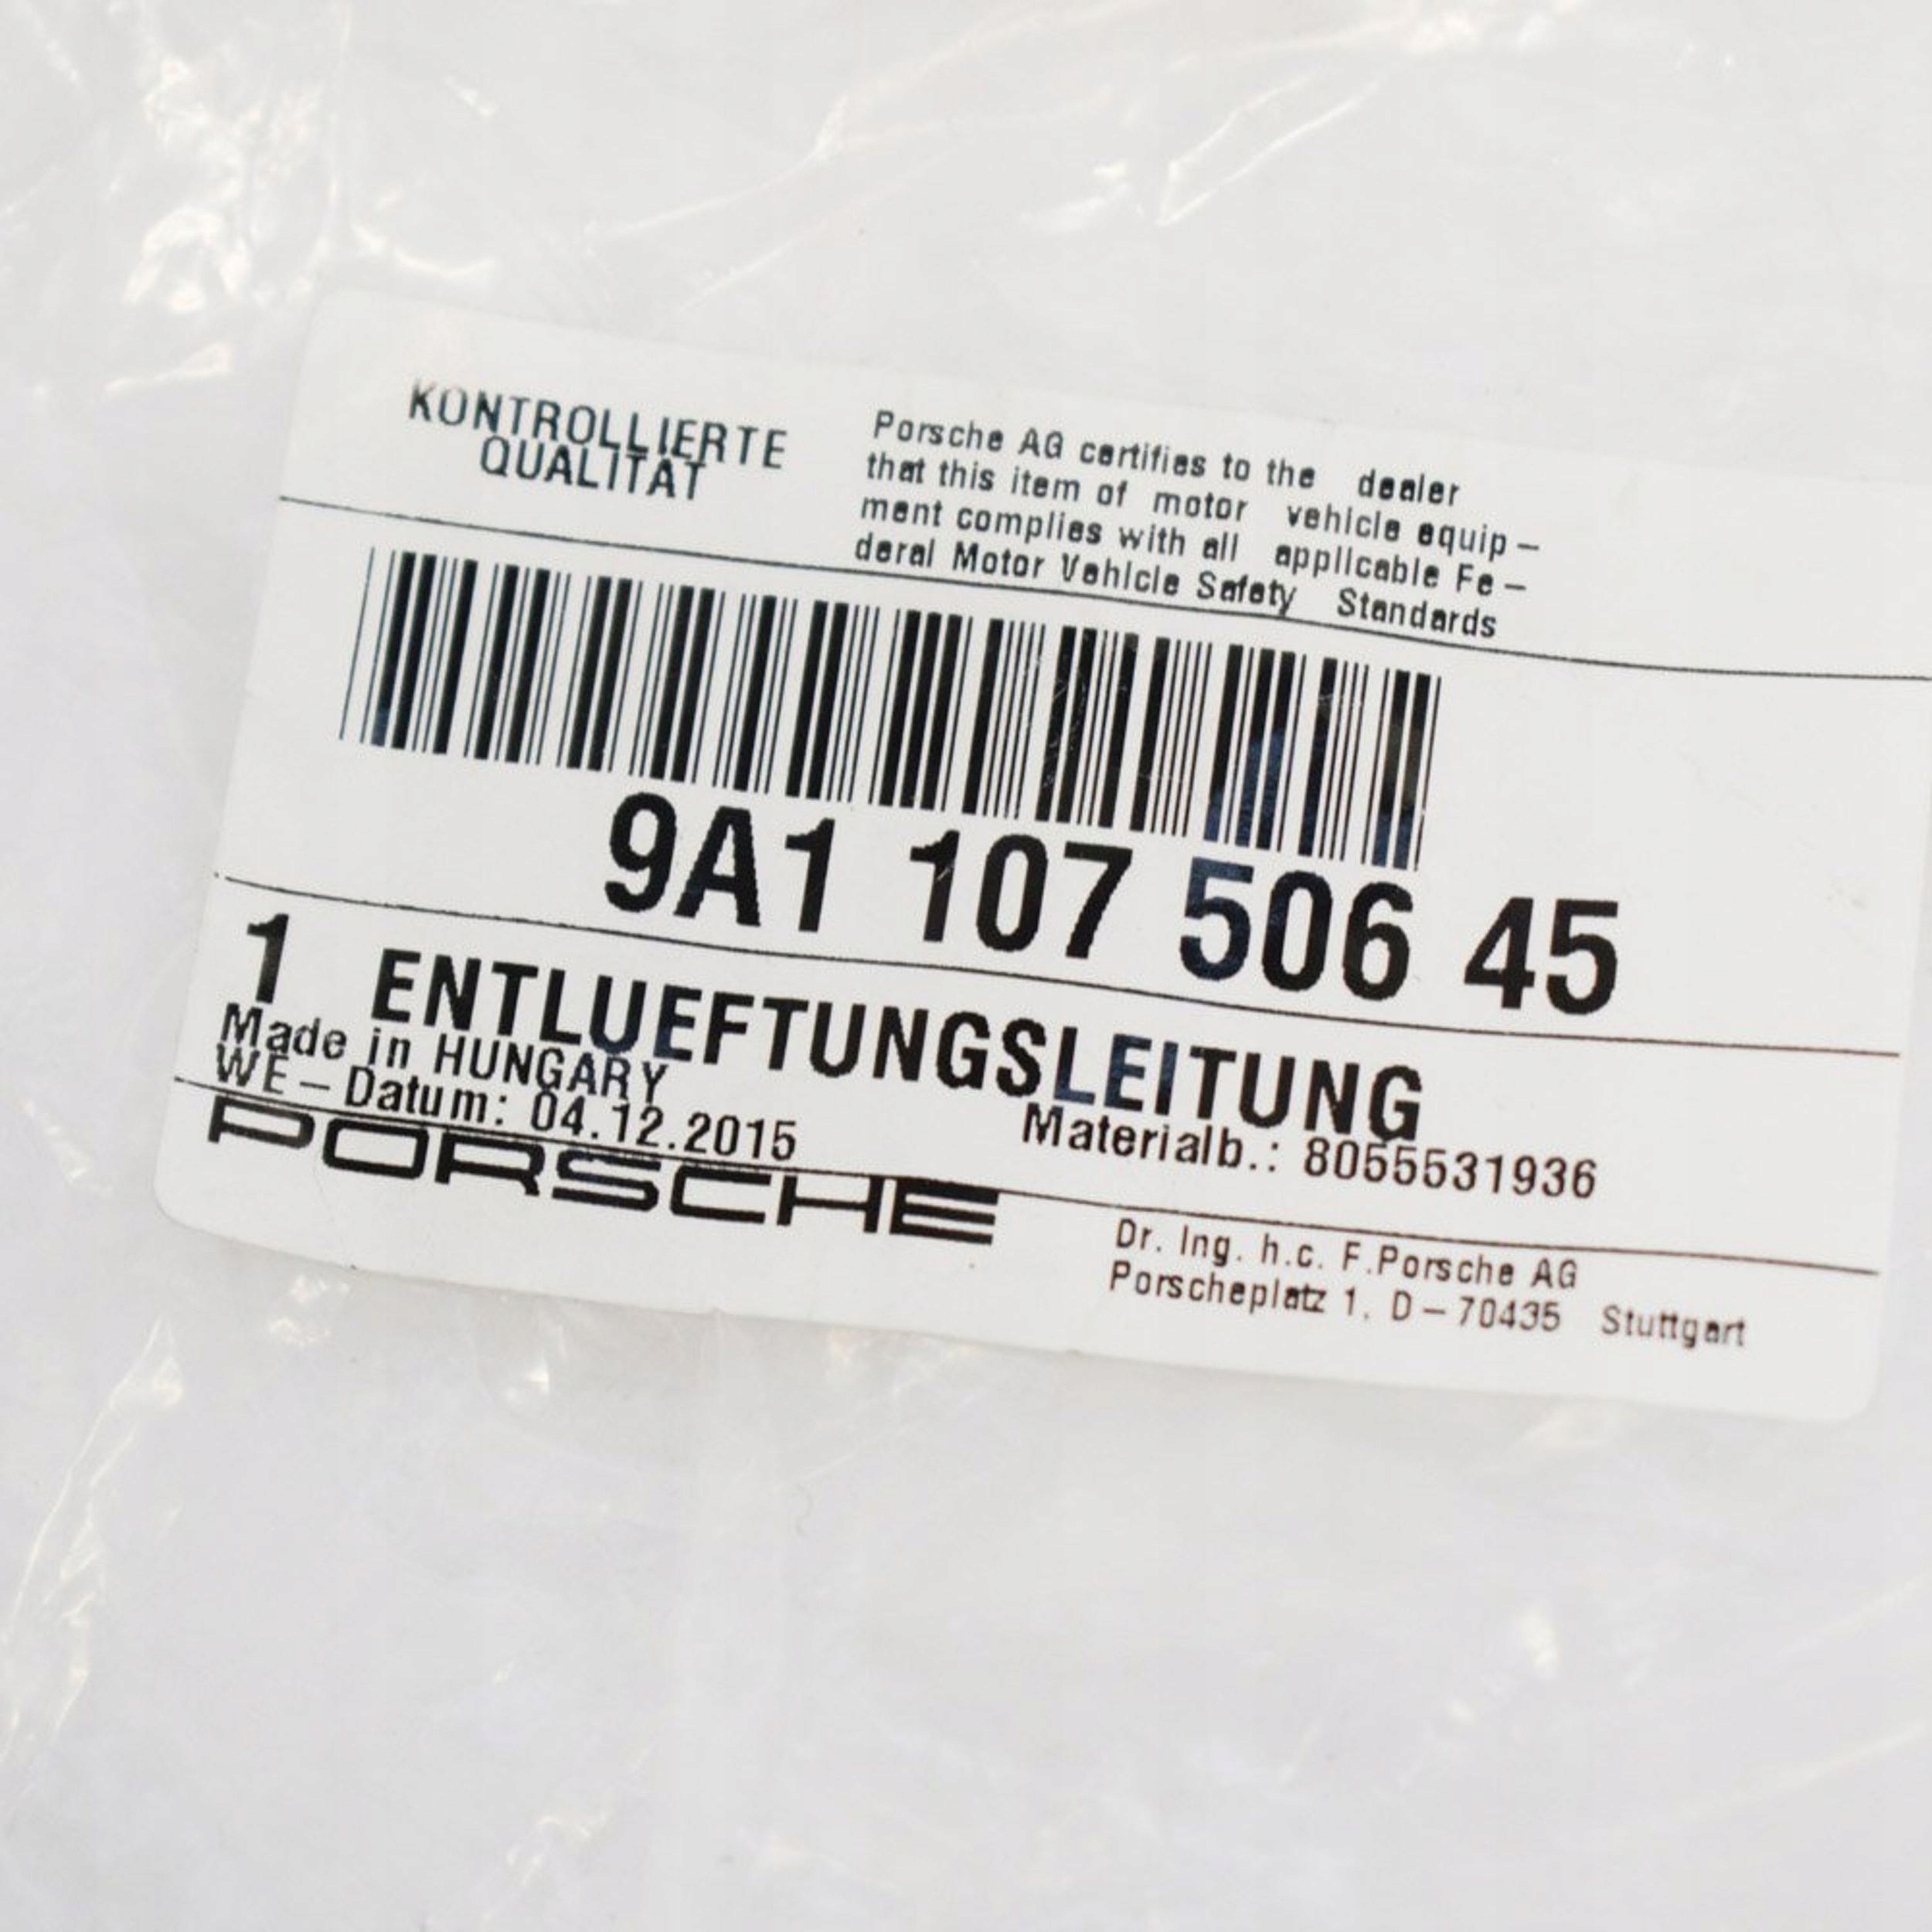 KONTROLLIERTE
QUALITÄT
Porsche AG certifies to the dealer
that this item of motor vehicle equip-
ment complies with all applicable Fe-
deral Motor Vehicle Safety Standards
9A1 107 506 45
1 ENTLUEFTUNGSLEITUNG
Made in HUNGARY
WE-Datum: 04.12.2015
Materialb.: 8055531936
PORSCHE
Dr. Ing. h.c. F.Porsche AG
Porscheplatz 1. D-70435 Stuttgart